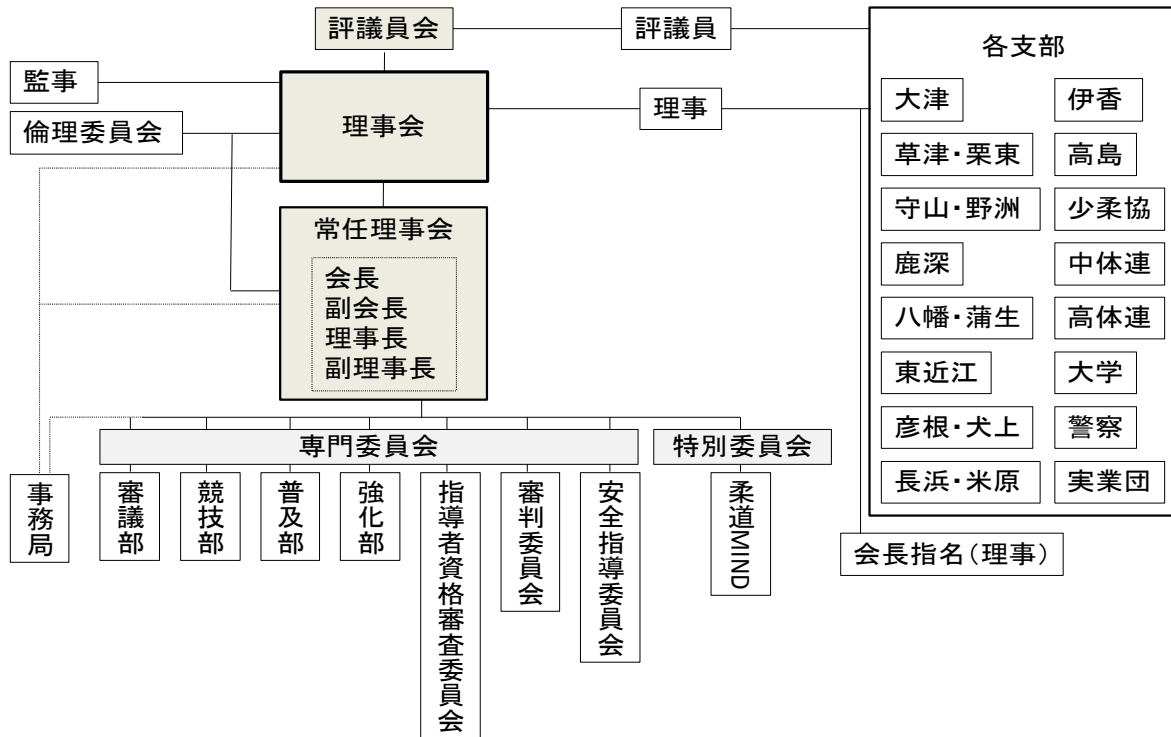 評議員会
評議員
各支部
監事
倫理委員会
理事会
理事
大津
伊香
草津・栗東
高島
守山・野洲
少柔協
鹿深
中体連
八幡・蒲生
高体連
東近江
大学
彦根・犬上
警察
長浜・米原
実業団
常任理事会
会長
副会長
理事長
副理事長
専門委員会
特別委員会
事務局
審議部
競技部
普及部
強化部
指導者資格審査委員会
審判委員会
安全指導委員会
柔道MIND
会長指名(理事)